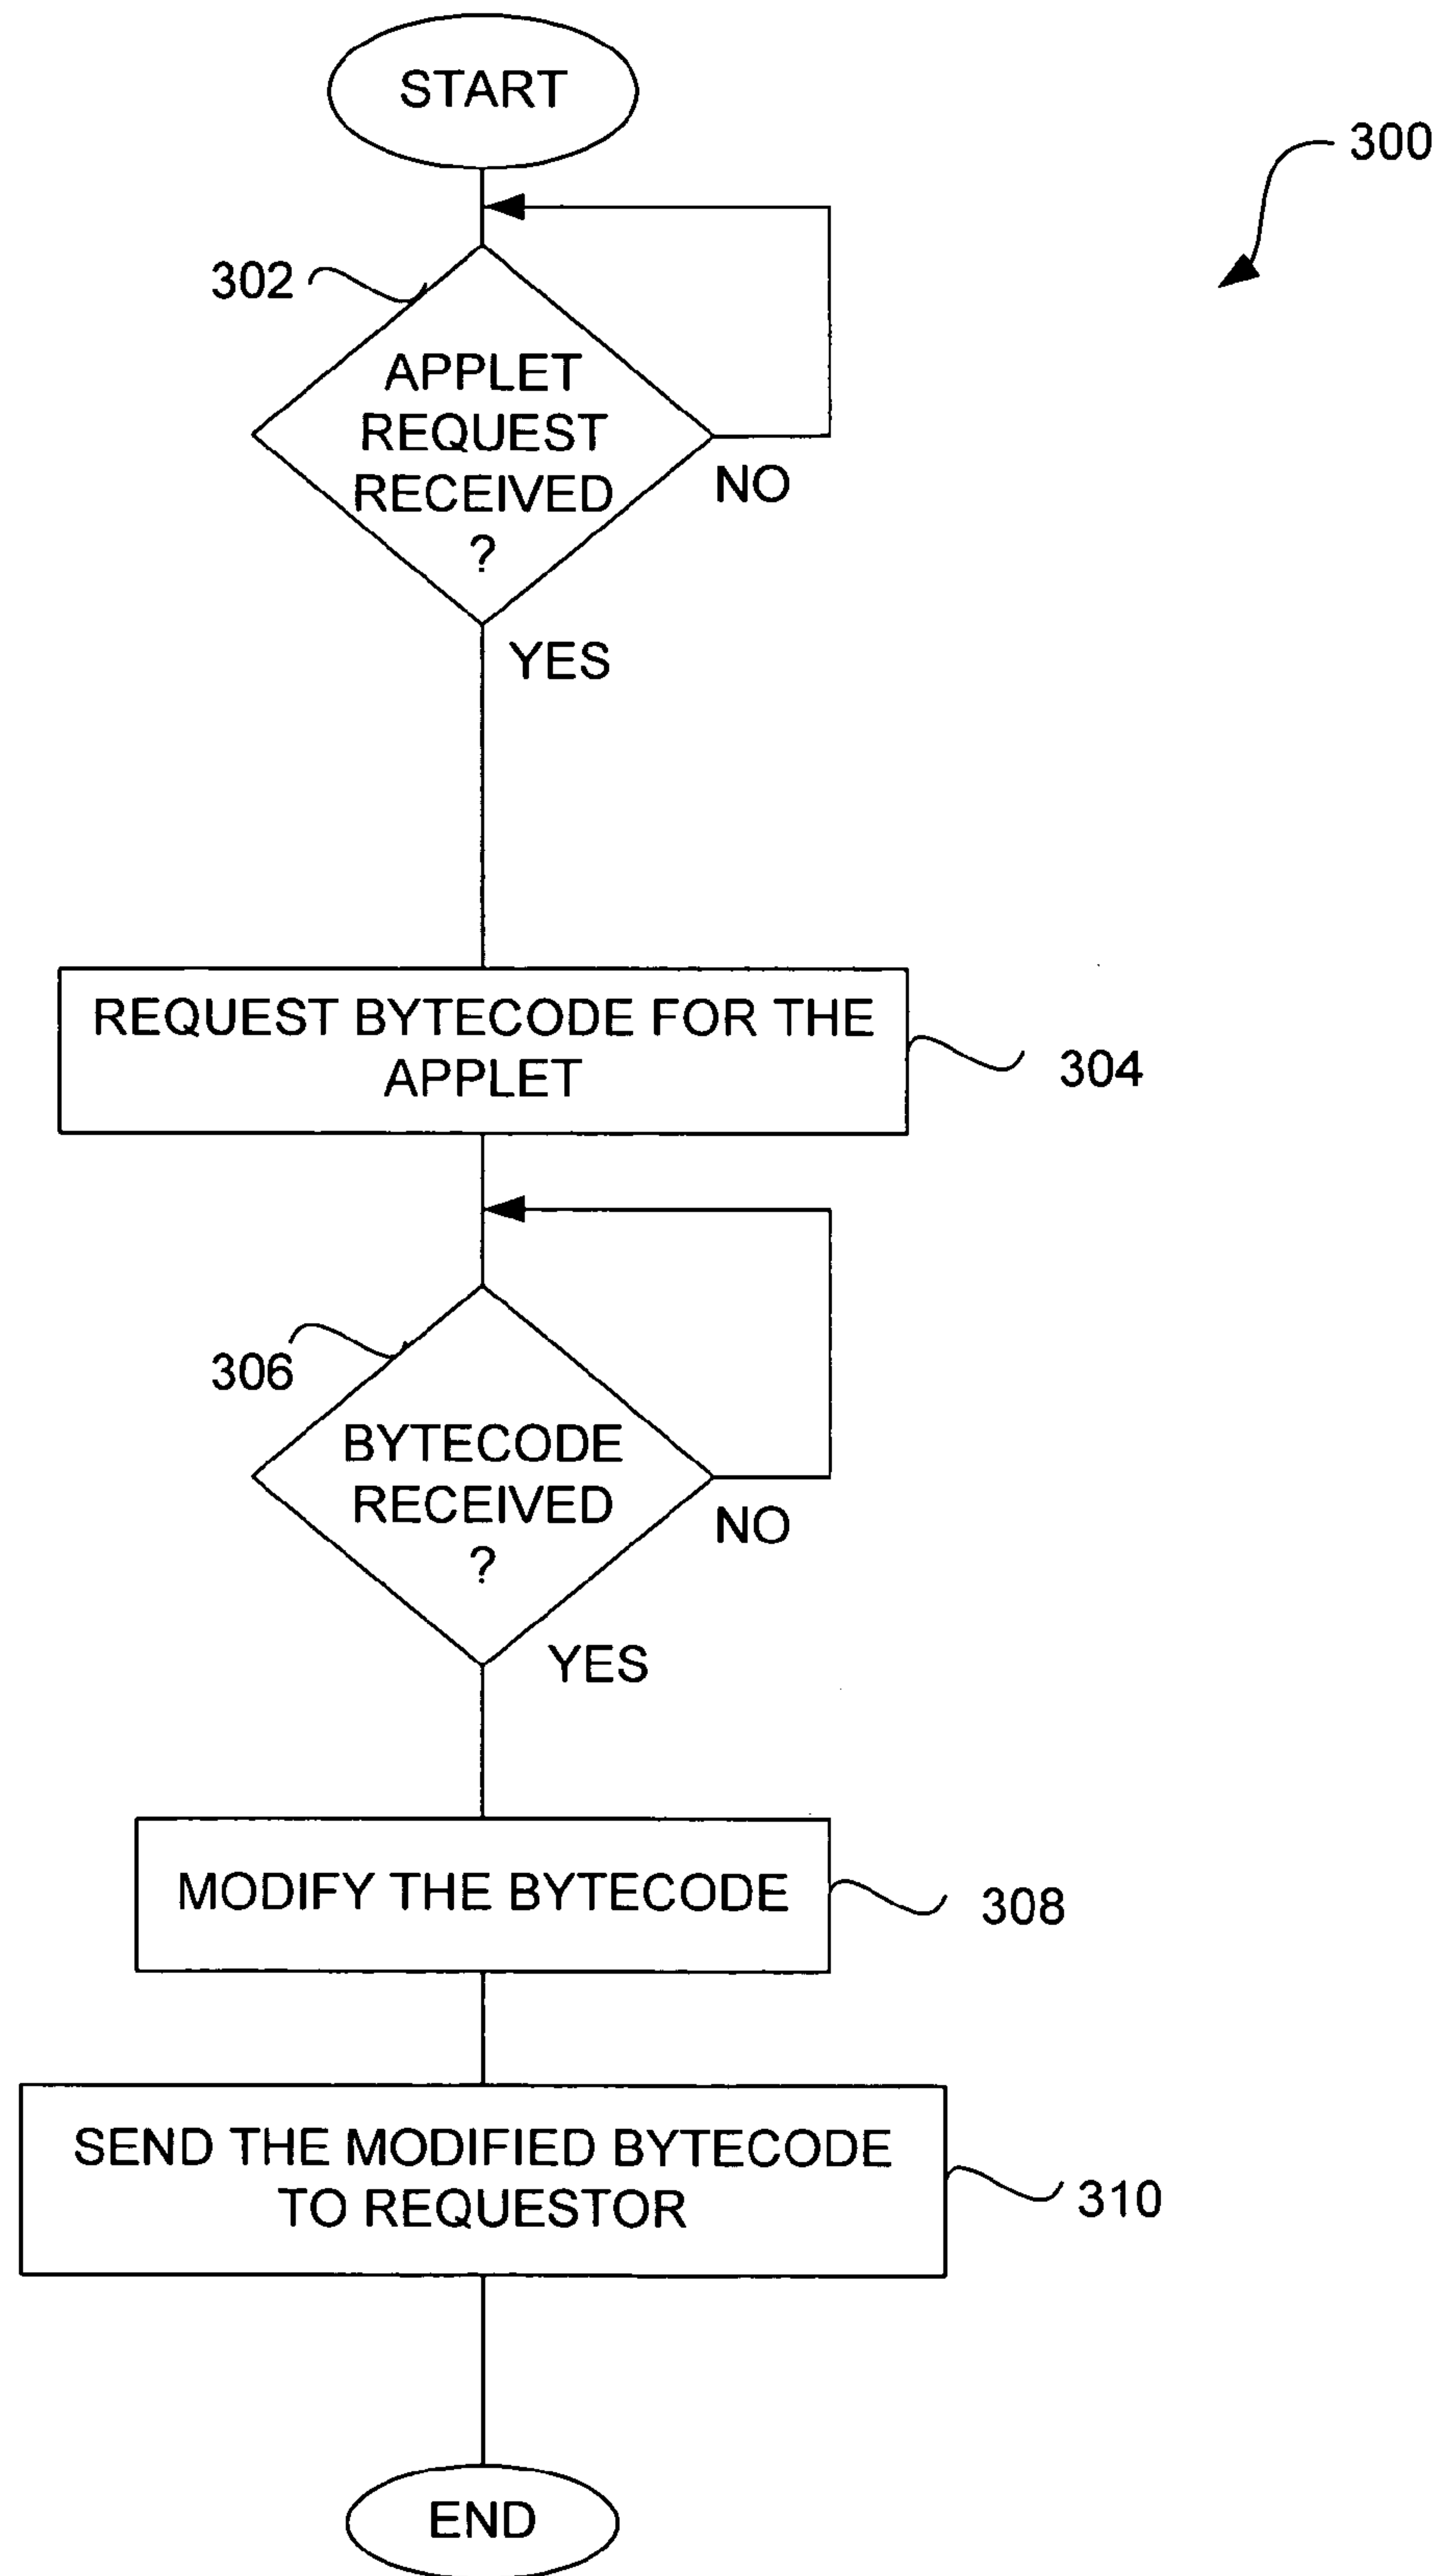 START
300
302
APPLET
REQUEST
RECEIVED
?
NO
YES
REQUEST BYTECODE FOR THE
APPLET
304
306
BYTECODE
RECEIVED
?
NO
YES
MODIFY THE BYTECODE
308
SEND THE MODIFIED BYTECODE
TO REQUESTOR
310
END